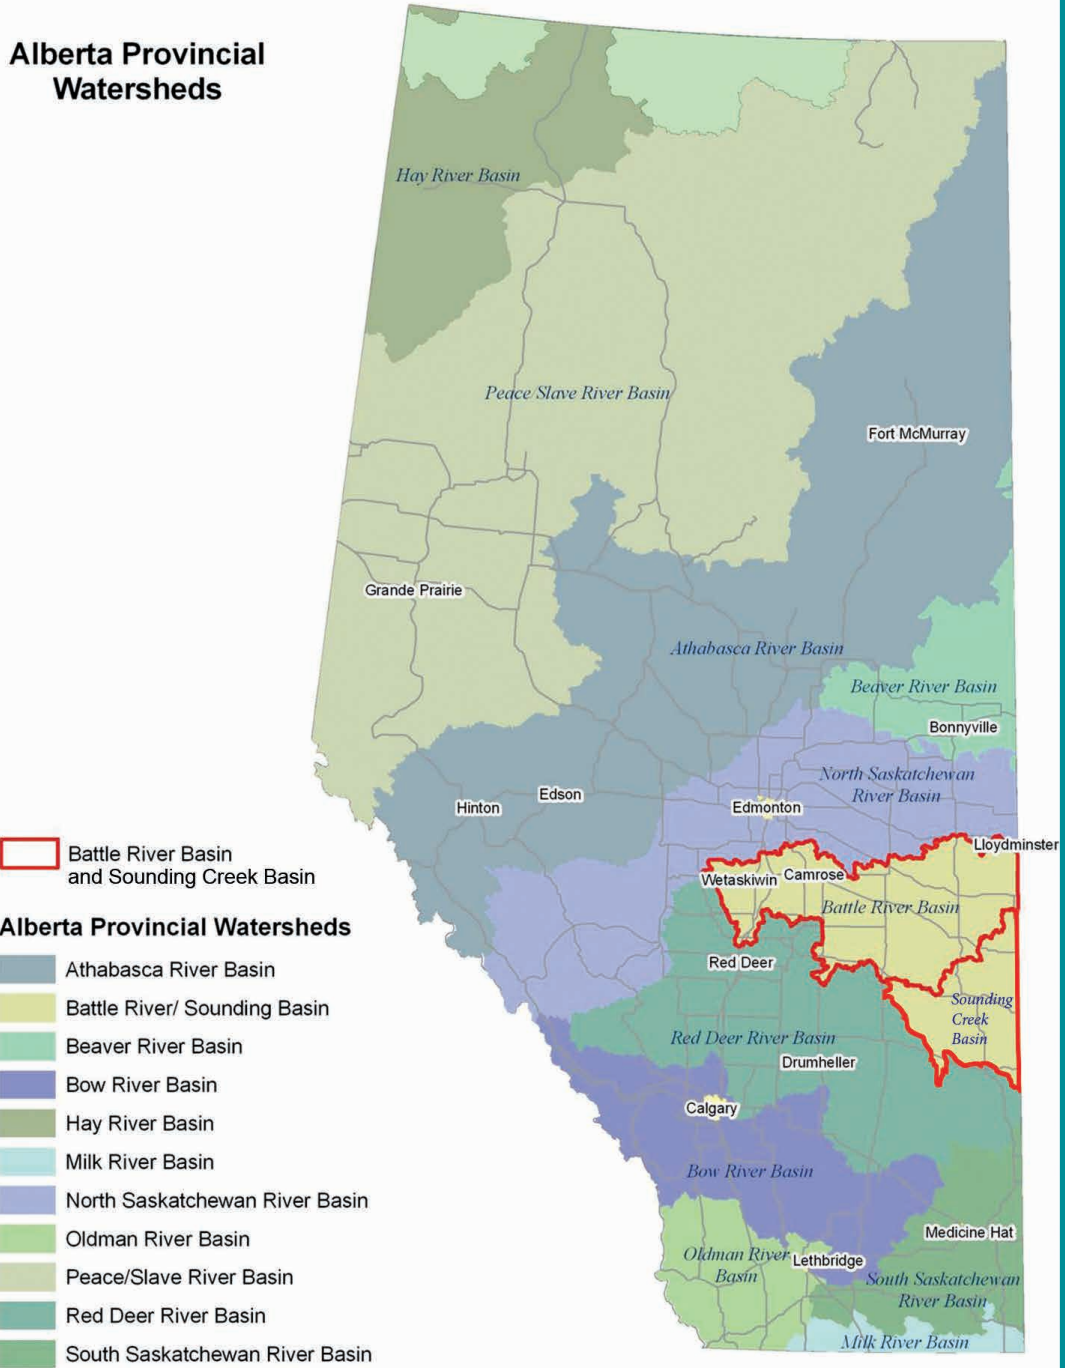 Alberta Provincial
Watersheds
Hay River Basin
Peace/Slave River Basin
Fort McMurray
Grande Prairie
Athabasca River Basin
Beaver River Basin
Bonnyville
North Saskatchewan
River Basin
Edson
Hinton
Edmonton
Lloydminster
Wetaskiwin
Camrose
Battle River Basin
Red Deer
Sounding
Creek
Basin
Red Deer River Basin
Drumheller
Calgary
Bow River Basin
Medicine Hat
Oldman River
Basin
Lethbridge
South Saskatchewan
River Basin
Milk River Basin
Battle River Basin
and Sounding Creek Basin
Alberta Provincial Watersheds
Athabasca River Basin
Battle River/ Sounding Basin
Beaver River Basin
Bow River Basin
Hay River Basin
Milk River Basin
North Saskatchewan River Basin
Oldman River Basin
Peace/Slave River Basin
Red Deer River Basin
South Saskatchewan River Basin